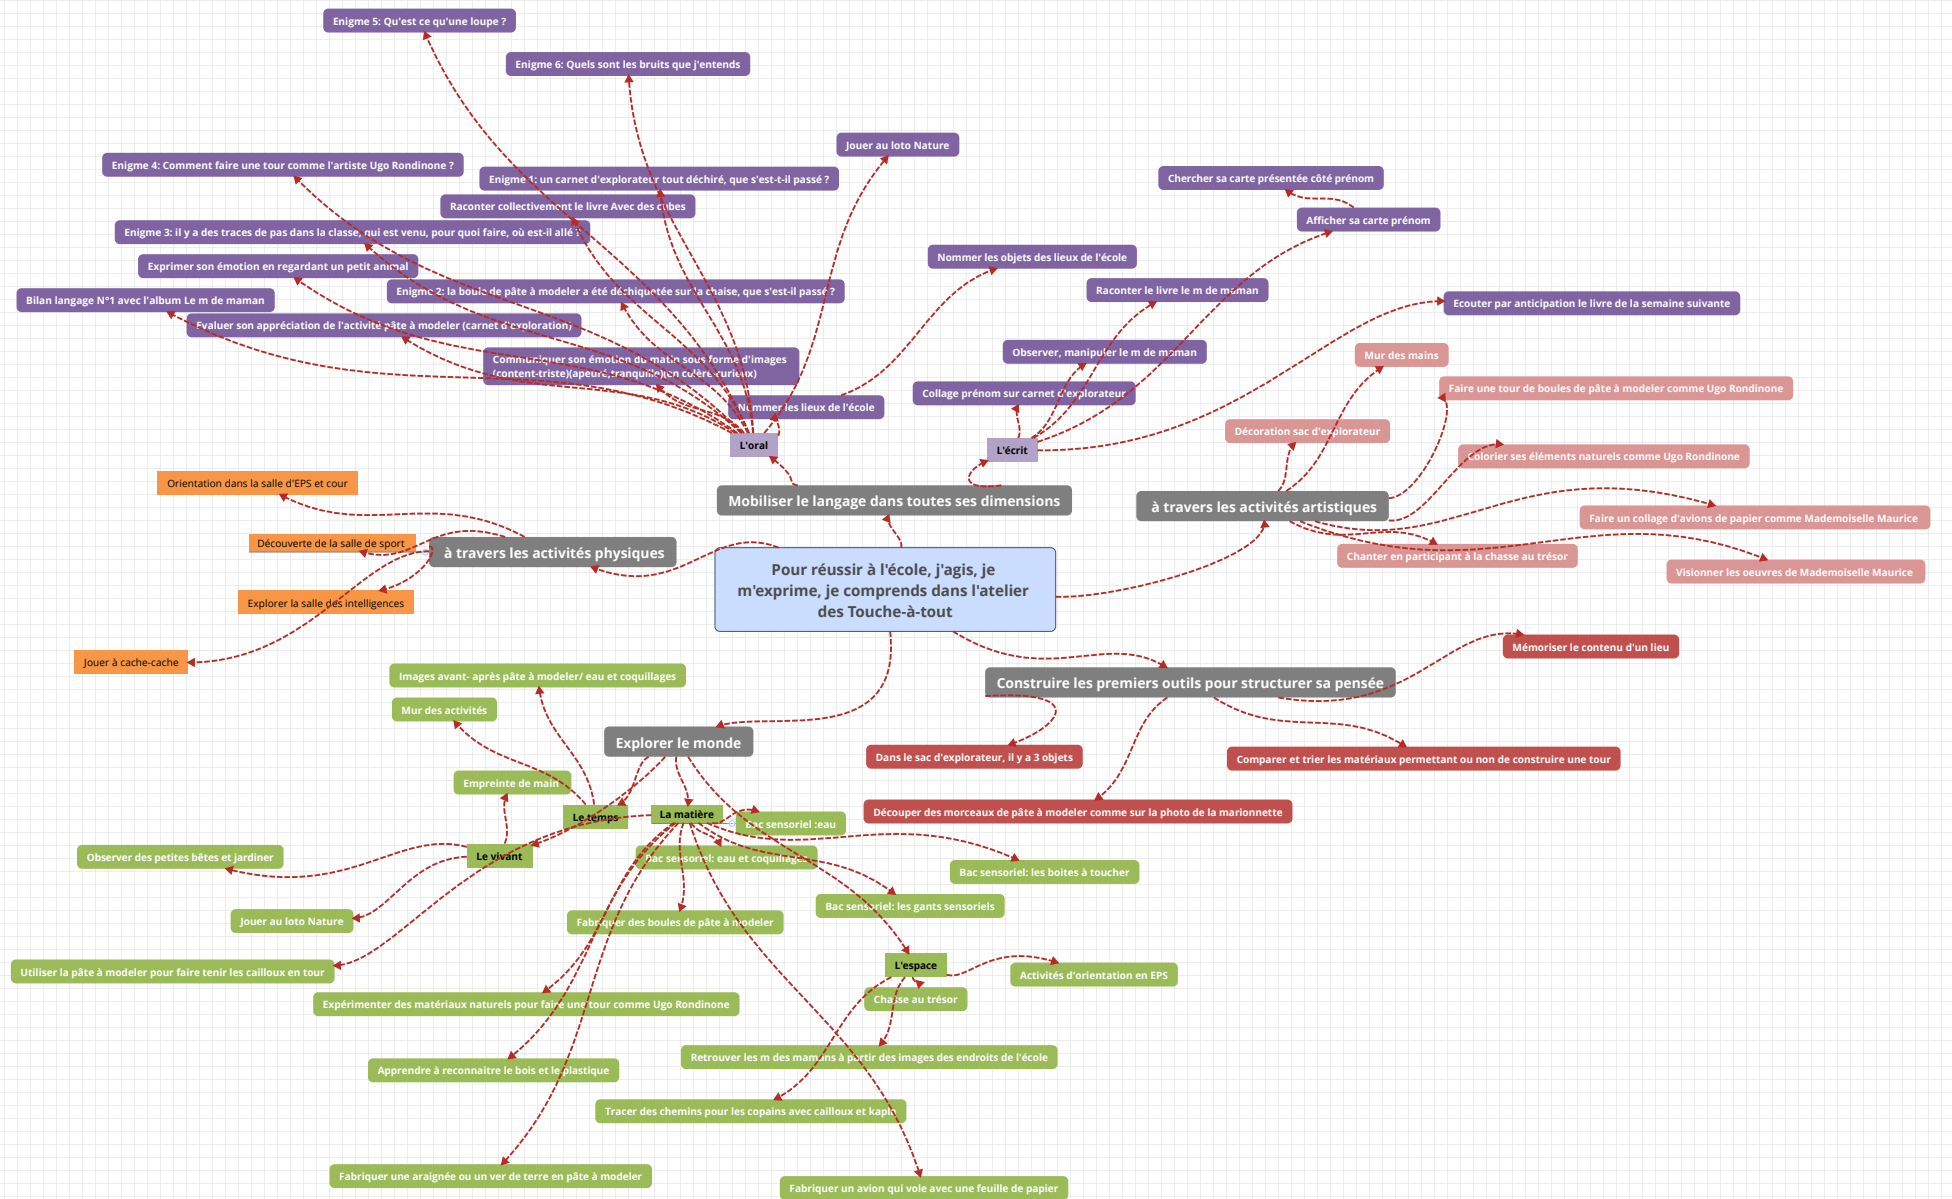 Enigme 5: Qu'est ce qu'une loupe ?
Enigme 6: Quels sont les bruits que j'entends
Jouer au loto Nature
Enigme 4: Comment faire une tour comme l'artiste Ugo Rondinone ?
Enigme 1: un carnet d'explorateur tout déchiré, que s'est-t-il passé ?
Chercher sa carte présentée côté prénom
Raconter collectivement le livre Avec des cubes
Afficher sa carte prénom
Enigme 3: il y a des traces de pas dans la classe, qui est venu, pour quoi faire, où est-il allé ?
Nommer les objets des lieux de l'école
Exprimer son émotion en regardant un petit animal
Enigme 2: la boule de pâte à modeler a été déchiquetée sur la chaise, que s'est-il passé ?
Raconter le livre le m de maman
Bilan langage N°1 avec l'album Le m de maman
Ecouter par anticipation le livre de la semaine suivante
Evaluer son appréciation de l'activité pâte à modeler (carnet d'exploration)
Communiquer son émotion du matin sous forme d'images
(content-triste)(apeuré,tranquille)(en colère-curieux)
Observer, manipuler le m de maman
Mur des mains
Faire une tour de boules de pâte à modeler comme Ugo Rondinone
Collage prénom sur carnet d'explorateur
Nommer les lieux de l'école
Décoration sac d'explorateur
L'oral
L'écrit
Colorier ses éléments naturels comme Ugo Rondinone
Orientation dans la salle d'EPS et cour
Mobiliser le langage dans toutes ses dimensions
à travers les activités artistiques
Faire un collage d'avions de papier comme Mademoiselle Maurice
Découverte de la salle de sport
à travers les activités physiques
Chanter en participant à la chasse au trésor
Visionner les oeuvres de Mademoiselle Maurice
Pour réussir à l'école, j'agis, je
m'exprime, je comprends dans l'atelier
des Touche-à-tout
Explorer la salle des intelligences
Mémoriser le contenu d'un lieu
Jouer à cache-cache
Images avant- après pâte à modeler/ eau et coquillages
Construire les premiers outils pour structurer sa pensée
Mur des activités
Explorer le monde
Dans le sac d'explorateur, il y a 3 objets
Comparer et trier les matériaux permettant ou non de construire une tour
Empreinte de main
Le temps
La matière
Bac sensoriel :eau
Découper des morceaux de pâte à modeler comme sur la photo de la marionnette
Observer des petites bêtes et jardiner
Le vivant
Bac sensoriel: eau et coquillages
Bac sensoriel: les boites à toucher
Bac sensoriel: les gants sensoriels
Jouer au loto Nature
Fabriquer des boules de pâte à modeler
Utiliser la pâte à modeler pour faire tenir les cailloux en tour
L'espace
Activités d'orientation en EPS
Chasse au trésor
Expérimenter des matériaux naturels pour faire une tour comme Ugo Rondinone
Retrouver les m des mamans à partir des images des endroits de l'école
Apprendre à reconnaitre le bois et le plastique
Tracer des chemins pour les copains avec cailloux et kapla
Fabriquer une araignée ou un ver de terre en pâte à modeler
Fabriquer un avion qui vole avec une feuille de papier